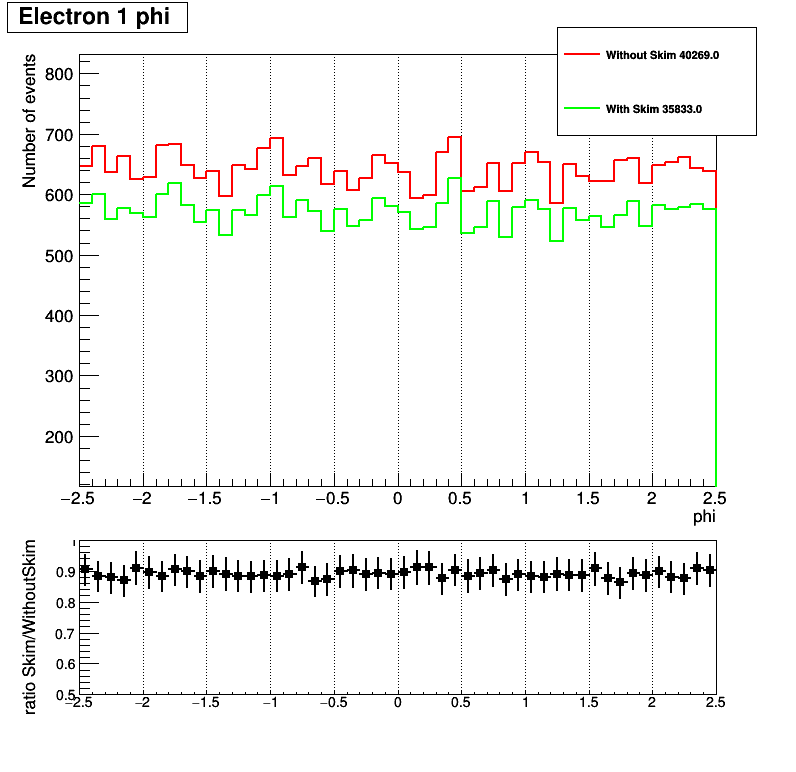 Electron 1 phi
Without Skim 40269.0
With Skim 35833.0
Number of events
800
700
600
500
400
300
200
−2.5 −2 −1.5 −1 −0.5 0 0.5 1 1.5 2 2.5
phi
ratio Skim/WithoutSkim
1
0.9
0.8
0.7
0.6
0.5
−2.5 −2 −1.5 −1 −0.5 0 0.5 1 1.5 2 2.5